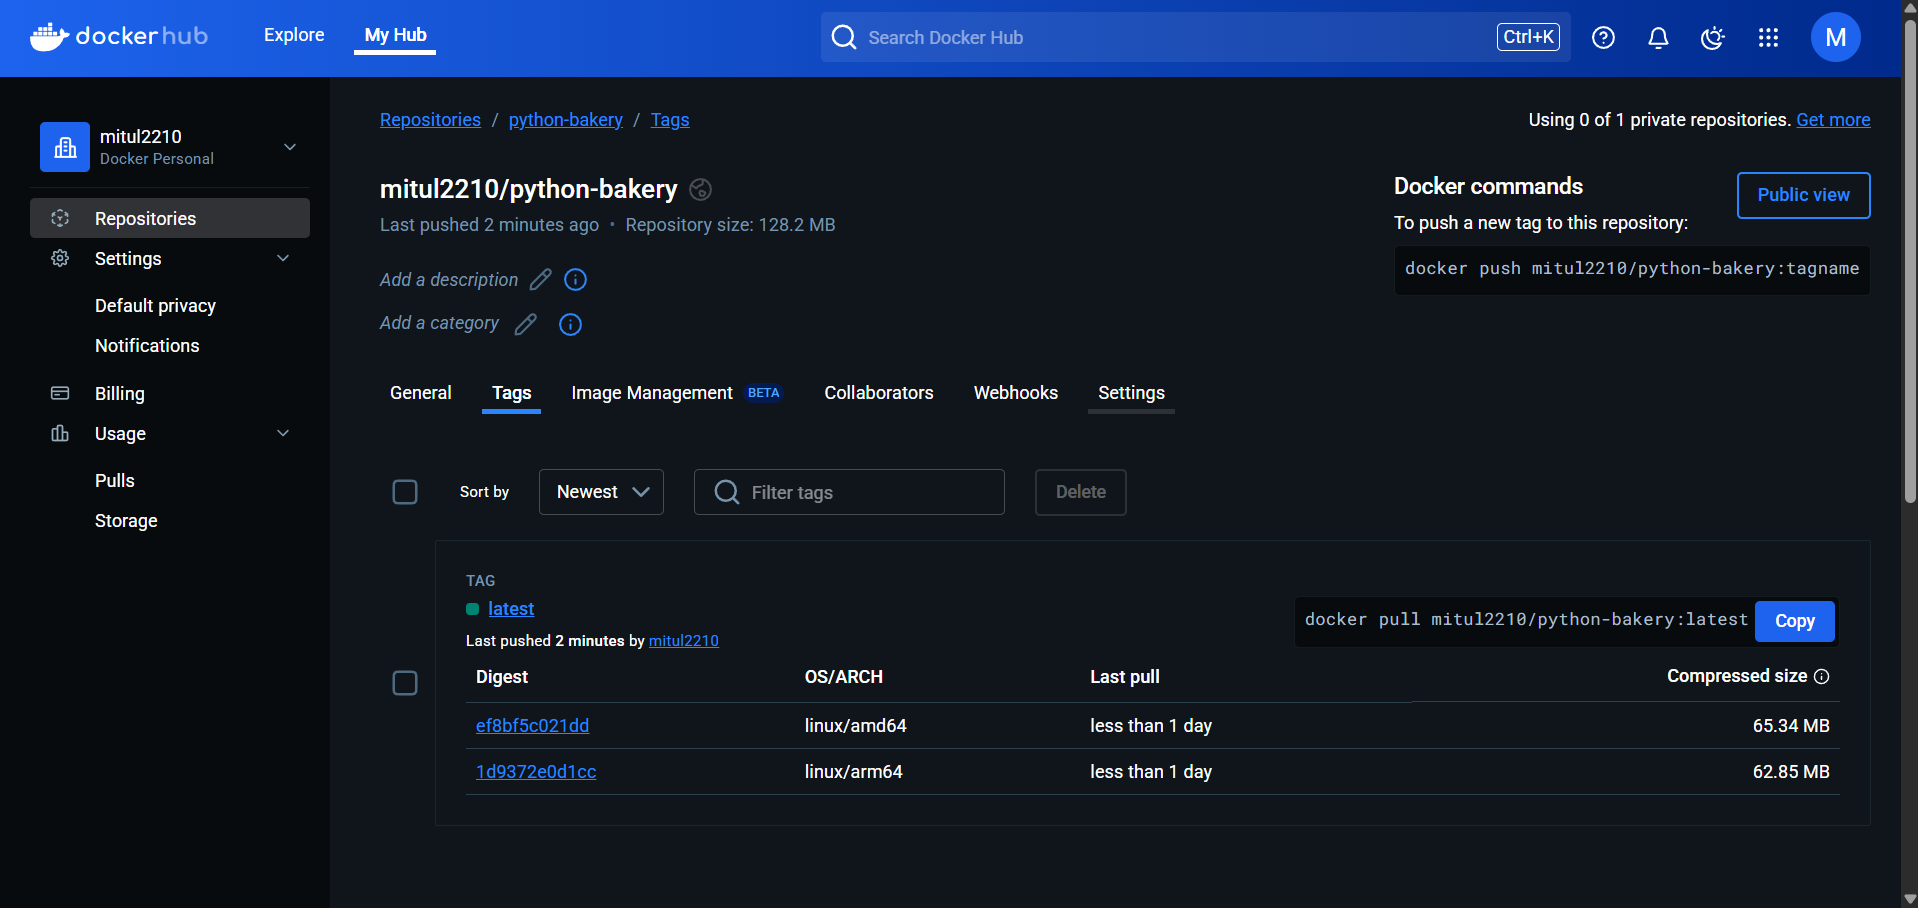 docker hub
Explore
My Hub
Search Docker Hub
Ctrl+K
M
mitul2210
Docker Personal
Repositories
Settings
Default privacy
Notifications
Billing
Usage
Pulls
Storage
Repositories / python-bakery / Tags
Using 0 of 1 private repositories. Get more
mitul2210/python-bakery
Last pushed 2 minutes ago • Repository size: 128.2 MB
Add a description
Add a category
Docker commands
Public view
To push a new tag to this repository:
docker push mitul2210/python-bakery:tagname
General
Tags
Image Management BETA
Collaborators
Webhooks
Settings
Sort by
Newest
Filter tags
Delete
TAG
latest
Last pushed 2 minutes by mitul2210
docker pull mitul2210/python-bakery:latest
Copy
Digest OS/ARCH Last pull Compressed size
ef8bf5c021dd linux/amd64 less than 1 day 65.34 MB
1d9372e0d1cc linux/arm64 less than 1 day 62.85 MB